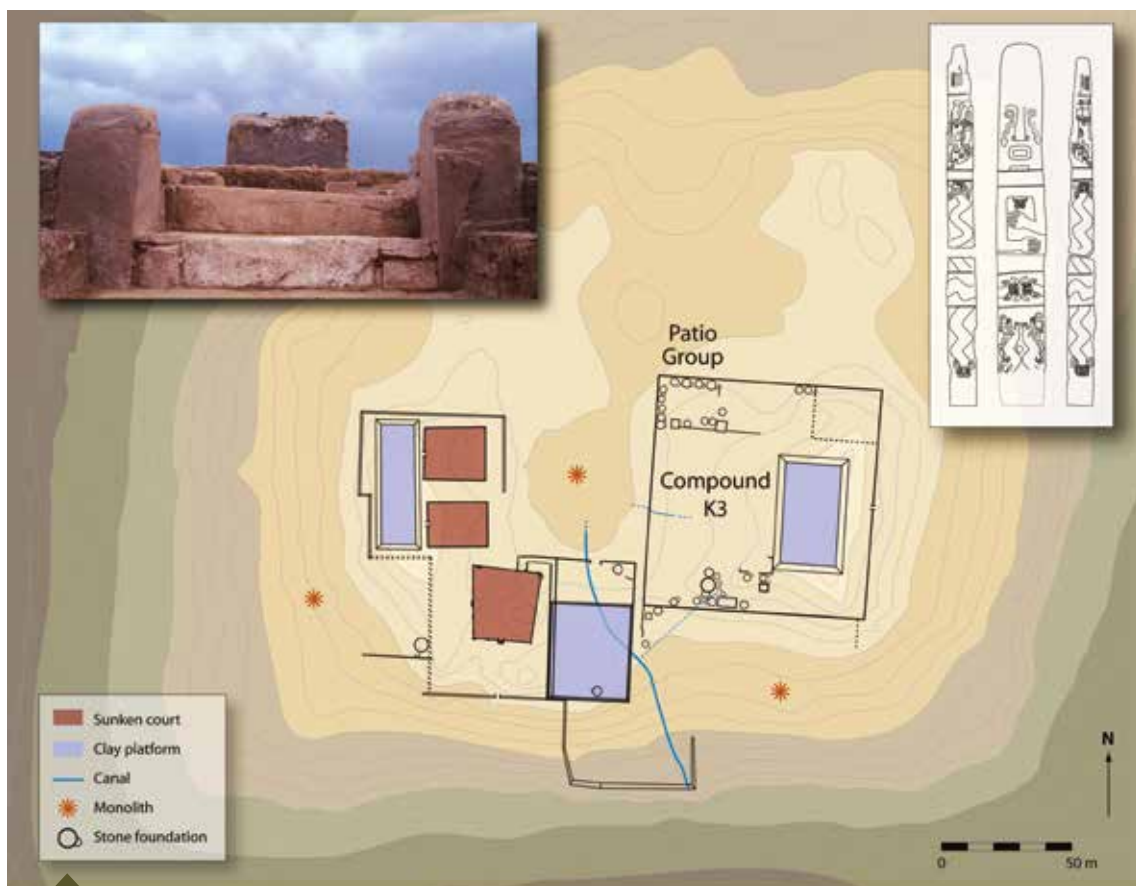 Patio
Group
Compound
K3
Sunken court
Clay platform
Canal
Monolith
Stone foundation
N
0 50 m